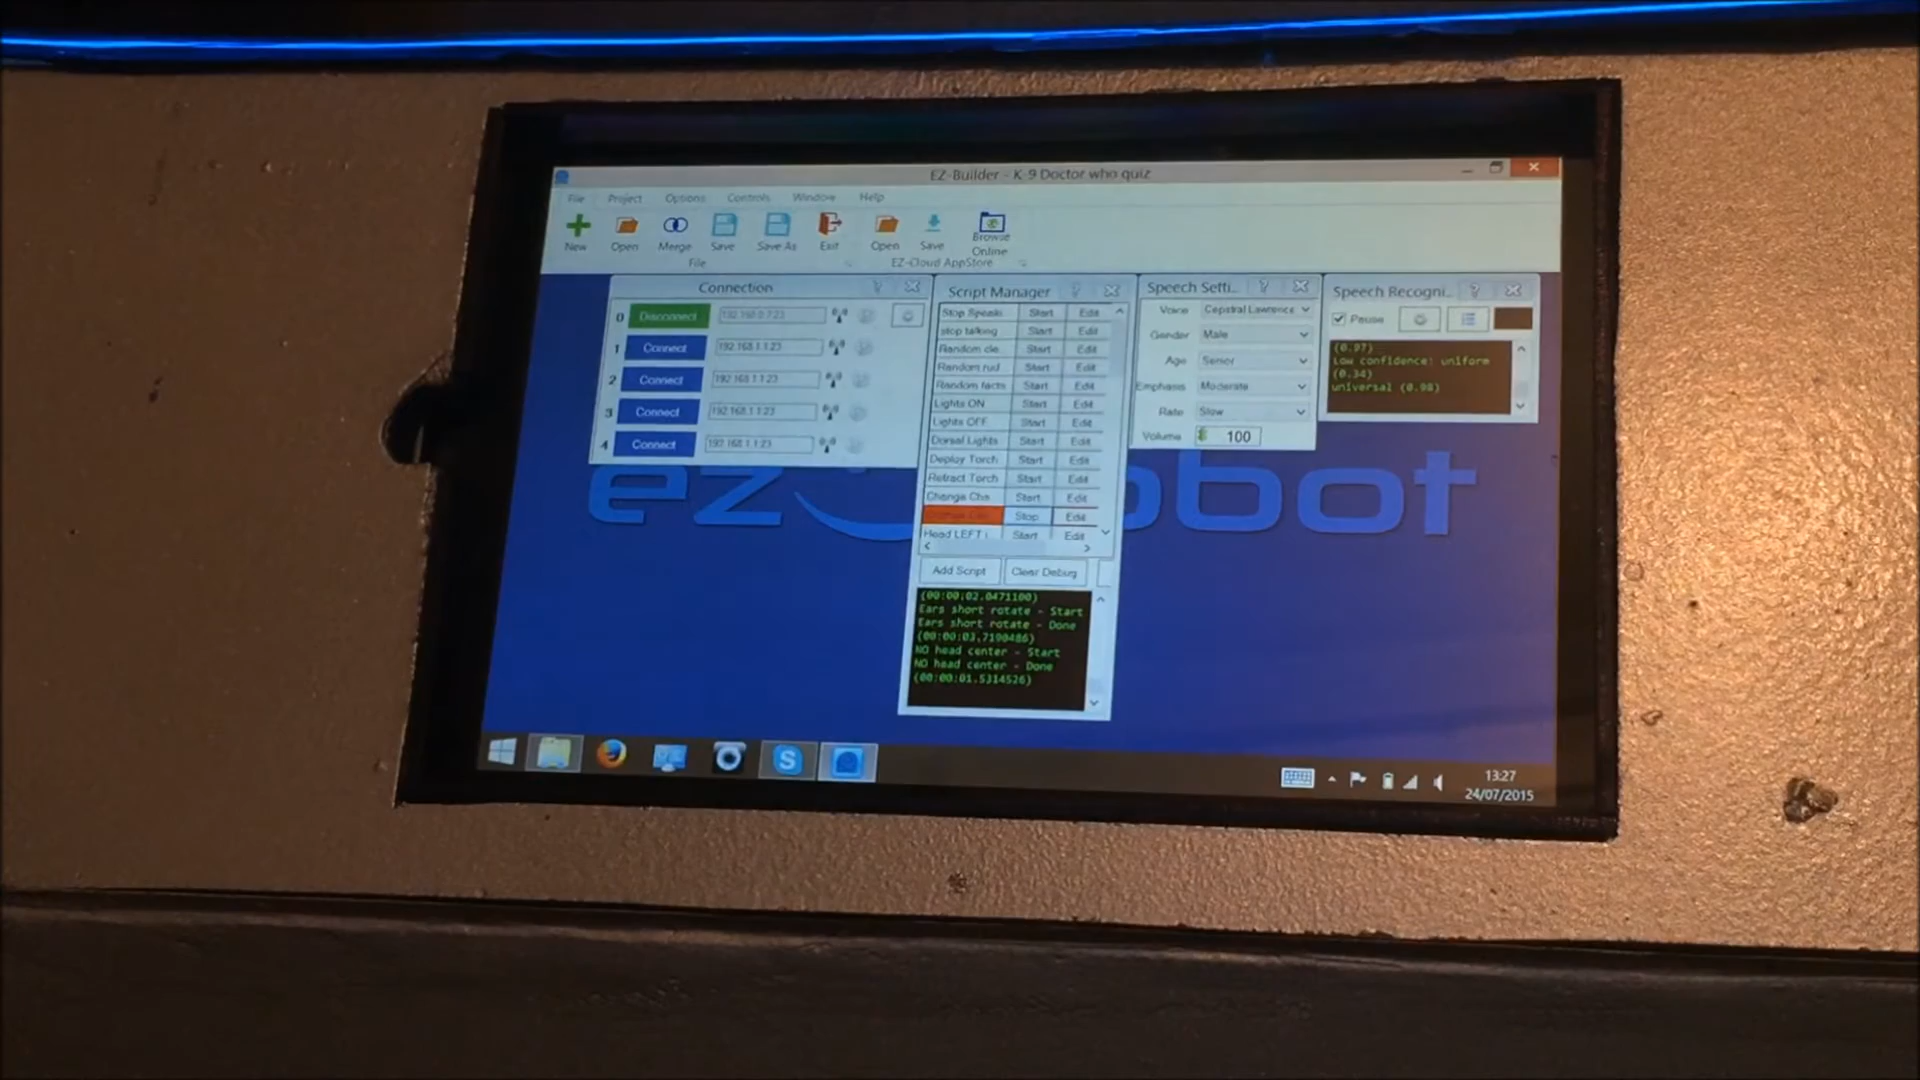 EZ-Builder - K-9 Doctor who quiz
File Project Options Controls Window Help
New Open Merge Save Save As Exit Open Save Browse Online
File EZ-Cloud AppStore
Connection ?
0 Disconnect
1 Connect 192.168.1.1:23
2 Connect 192.168.1.1:23
3 Connect 192.168.1.1:23
4 Connect 192.168.1.1:23
Script Manager ?
Stop Speaki Start Edit
stop talking Start Edit
Random cle Start Edit
Random rud Start Edit
Random facts Start Edit
Lights ON Start Edit
Lights OFF Start Edit
Dorsal Lights Start Edit
Deploy Torch Start Edit
Retract Torch Start Edit
Change Cha Start Edit
Stop Edit
Head LEFT Start Edit
Add Script Clear Debug
(00:00:02.0471100)
Ears short rotate - Start
Ears short rotate - Done
(00:00:03.7190486)
NO head center - Start
NO head center - Done
(00:00:01.5314526)
Speech Setti.. ?
Voice Cepstral Lawrence
Gender Male
Age Senior
Emphasis Moderate
Rate Slow
Volume 100
Speech Recogni.. ?
Pause
(0.97)
Low confidence: uniform
(0.34)
universal (0.98)
ez obot
13:27
24/07/2015